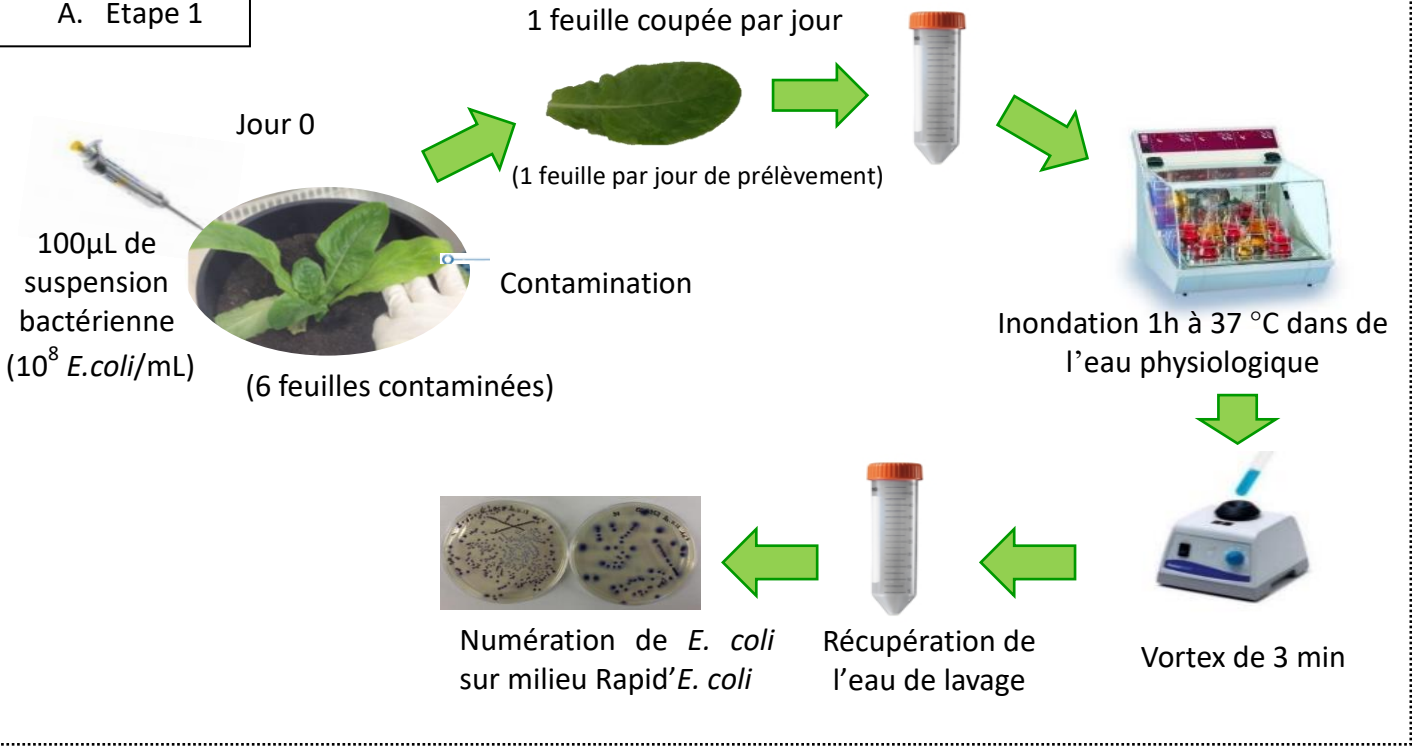 A. Etape 1
1 feuille coupée par jour
(1 feuille par jour de prélèvement)
Jour 0
100µL de
suspension
bactérienne
(10⁸ E.coli/mL)
Contamination
(6 feuilles contaminées)
Inondation 1h à 37 °C dans de
l’eau physiologique
Vortex de 3 min
Récupération de
l’eau de lavage
Numération de E. coli
sur milieu Rapid’E. coli